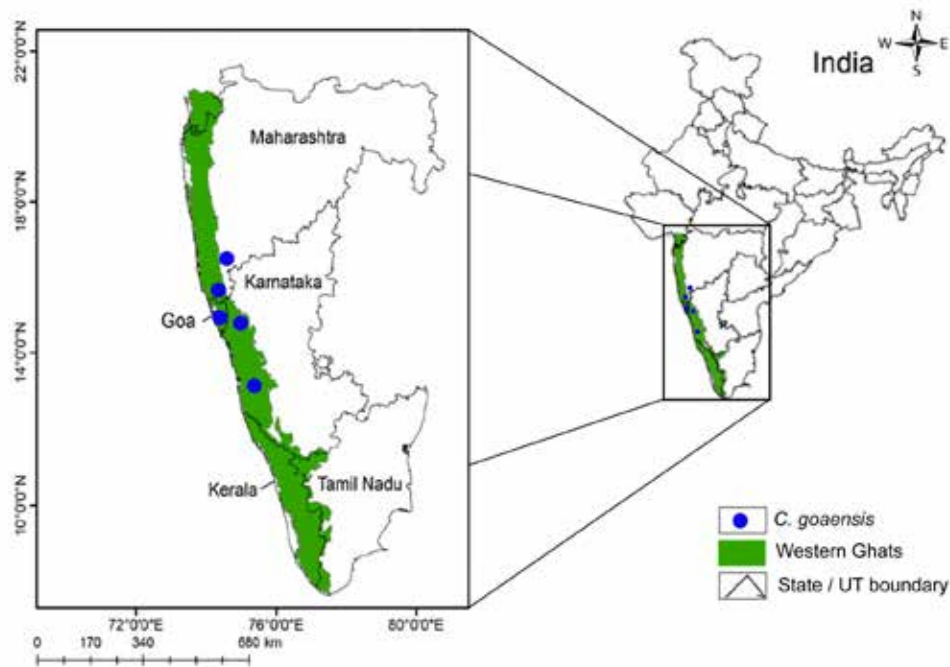 N
W E
S
India
22°0'0"N
18°0'0"N
14°0'0"N
10°0'0"N
Maharashtra
Karnataka
Goa
Kerala
Tamil Nadu
72°0'0"E
76°0'0"E
80°0'0"E
0 170 340 680 km
C. goaensis
Western Ghats
State / UT boundary